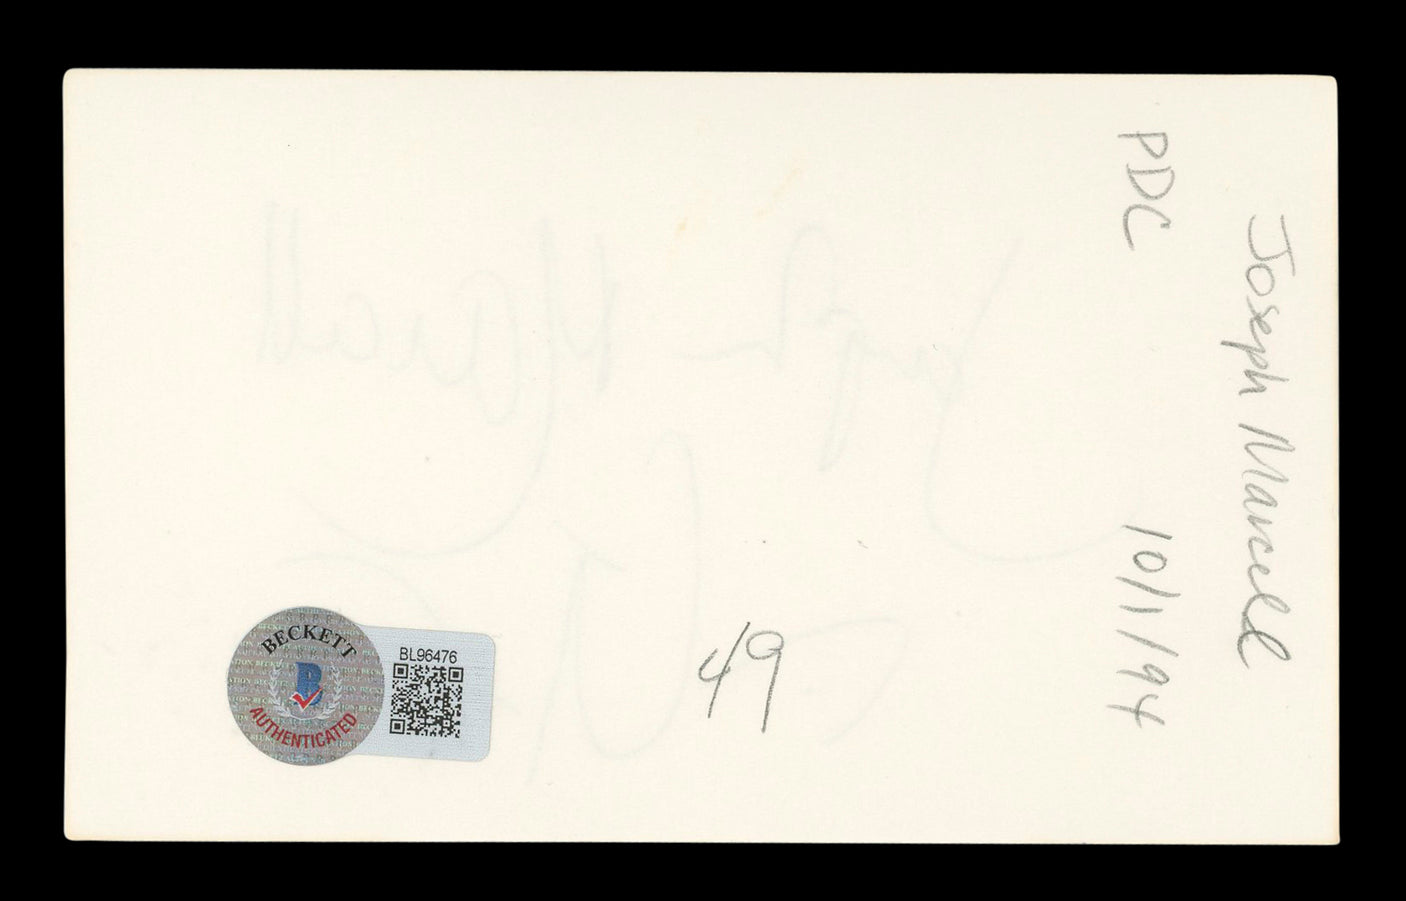 Joseph Marcell
PDC 10/1/94
49
BECKETT
B
AUTHENTICATED
BL96476